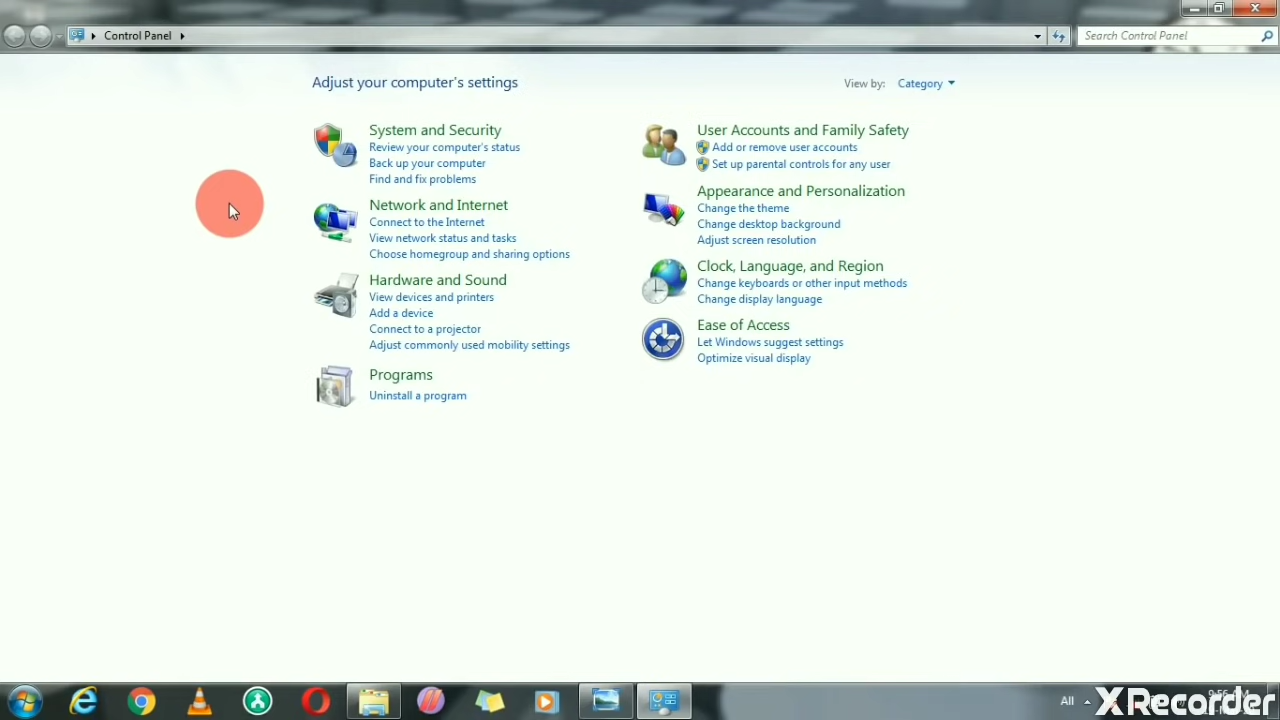 Control Panel
Search Control Panel
Adjust your computer's settings
View by: Category
System and Security
Review your computer's status
Back up your computer
Find and fix problems
Network and Internet
Connect to the Internet
View network status and tasks
Choose homegroup and sharing options
Hardware and Sound
View devices and printers
Add a device
Connect to a projector
Adjust commonly used mobility settings
Programs
Uninstall a program
User Accounts and Family Safety
Add or remove user accounts
Set up parental controls for any user
Appearance and Personalization
Change the theme
Change desktop background
Adjust screen resolution
Clock, Language, and Region
Change keyboards or other input methods
Change display language
Ease of Access
Let Windows suggest settings
Optimize visual display
All
XRecorder